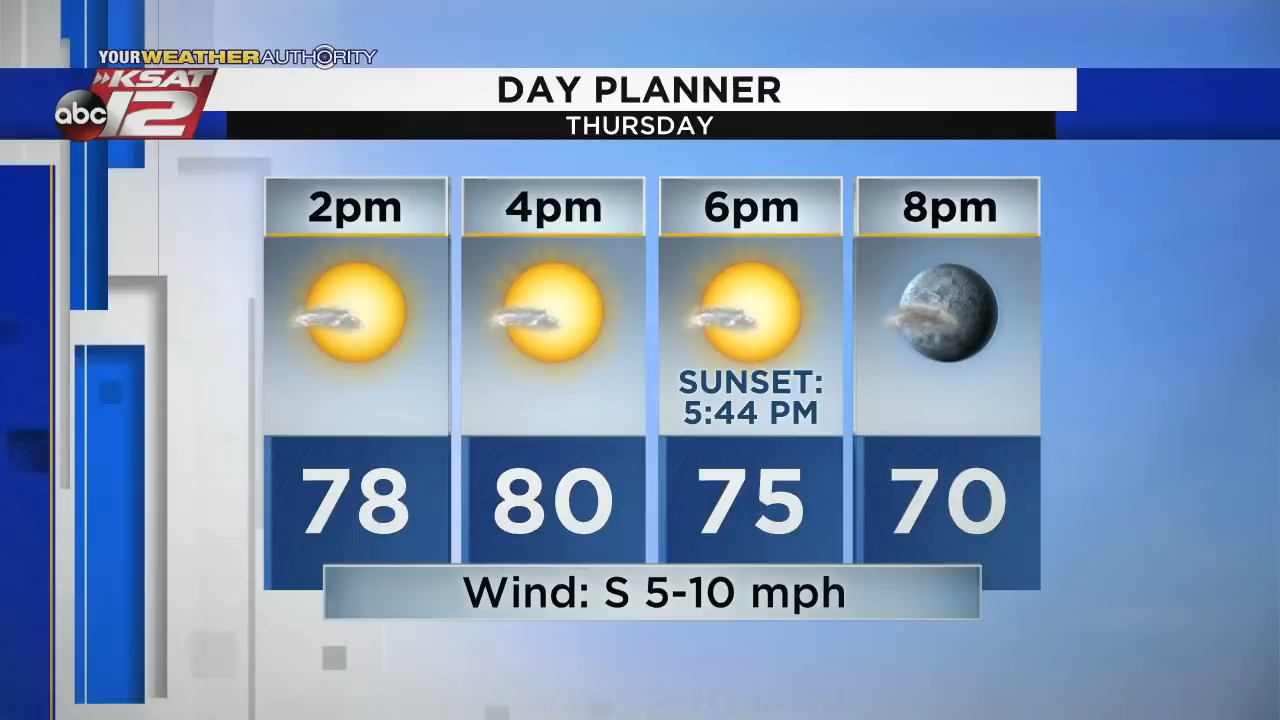 YOURWEATHERAUTHORITY
KSAT
abc 12
DAY PLANNER
THURSDAY
2pm 4pm 6pm 8pm
SUNSET:
5:44 PM
78 80 75 70
Wind: S 5-10 mph